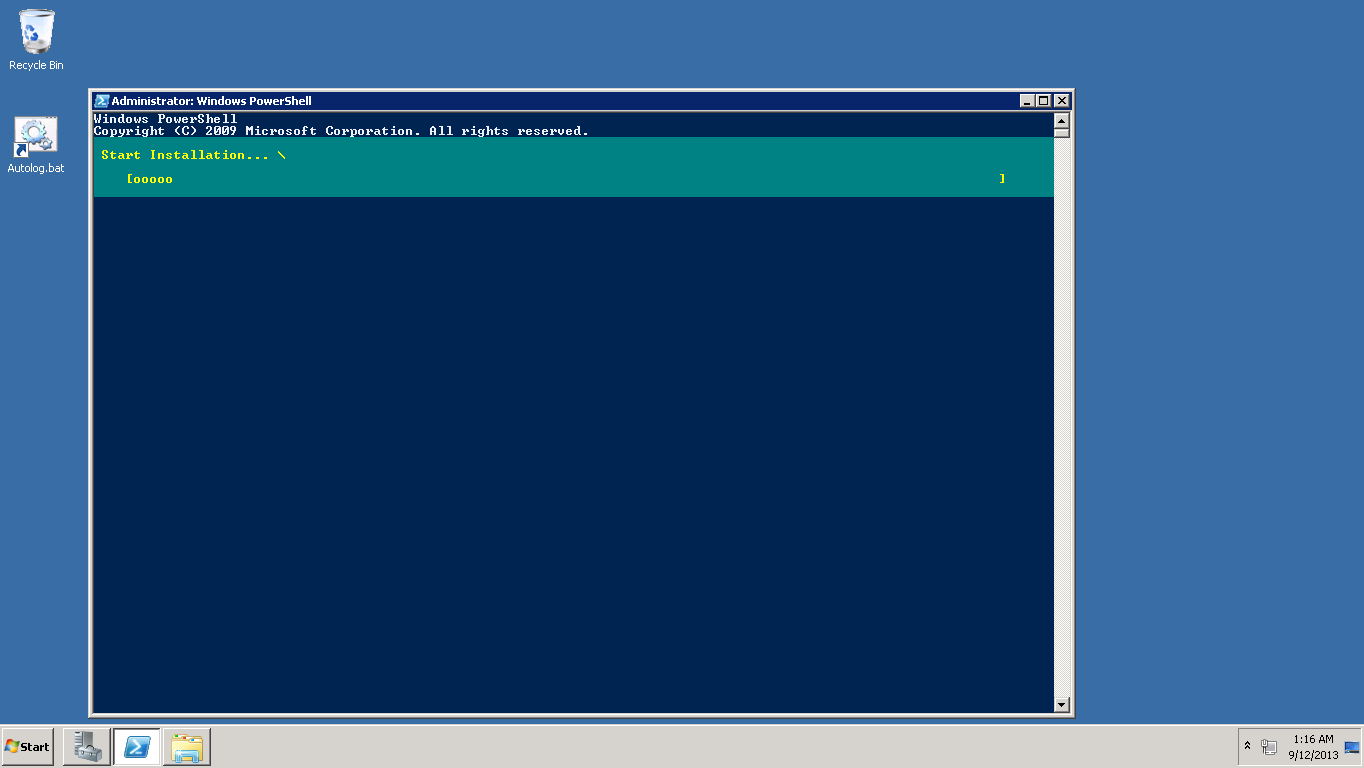 Recycle Bin
Autolog.bat
Administrator: Windows PowerShell
Windows PowerShell
Copyright (C) 2009 Microsoft Corporation. All rights reserved.
Start Installation... \
[ooooo ]
Start
1:16 AM
9/12/2013